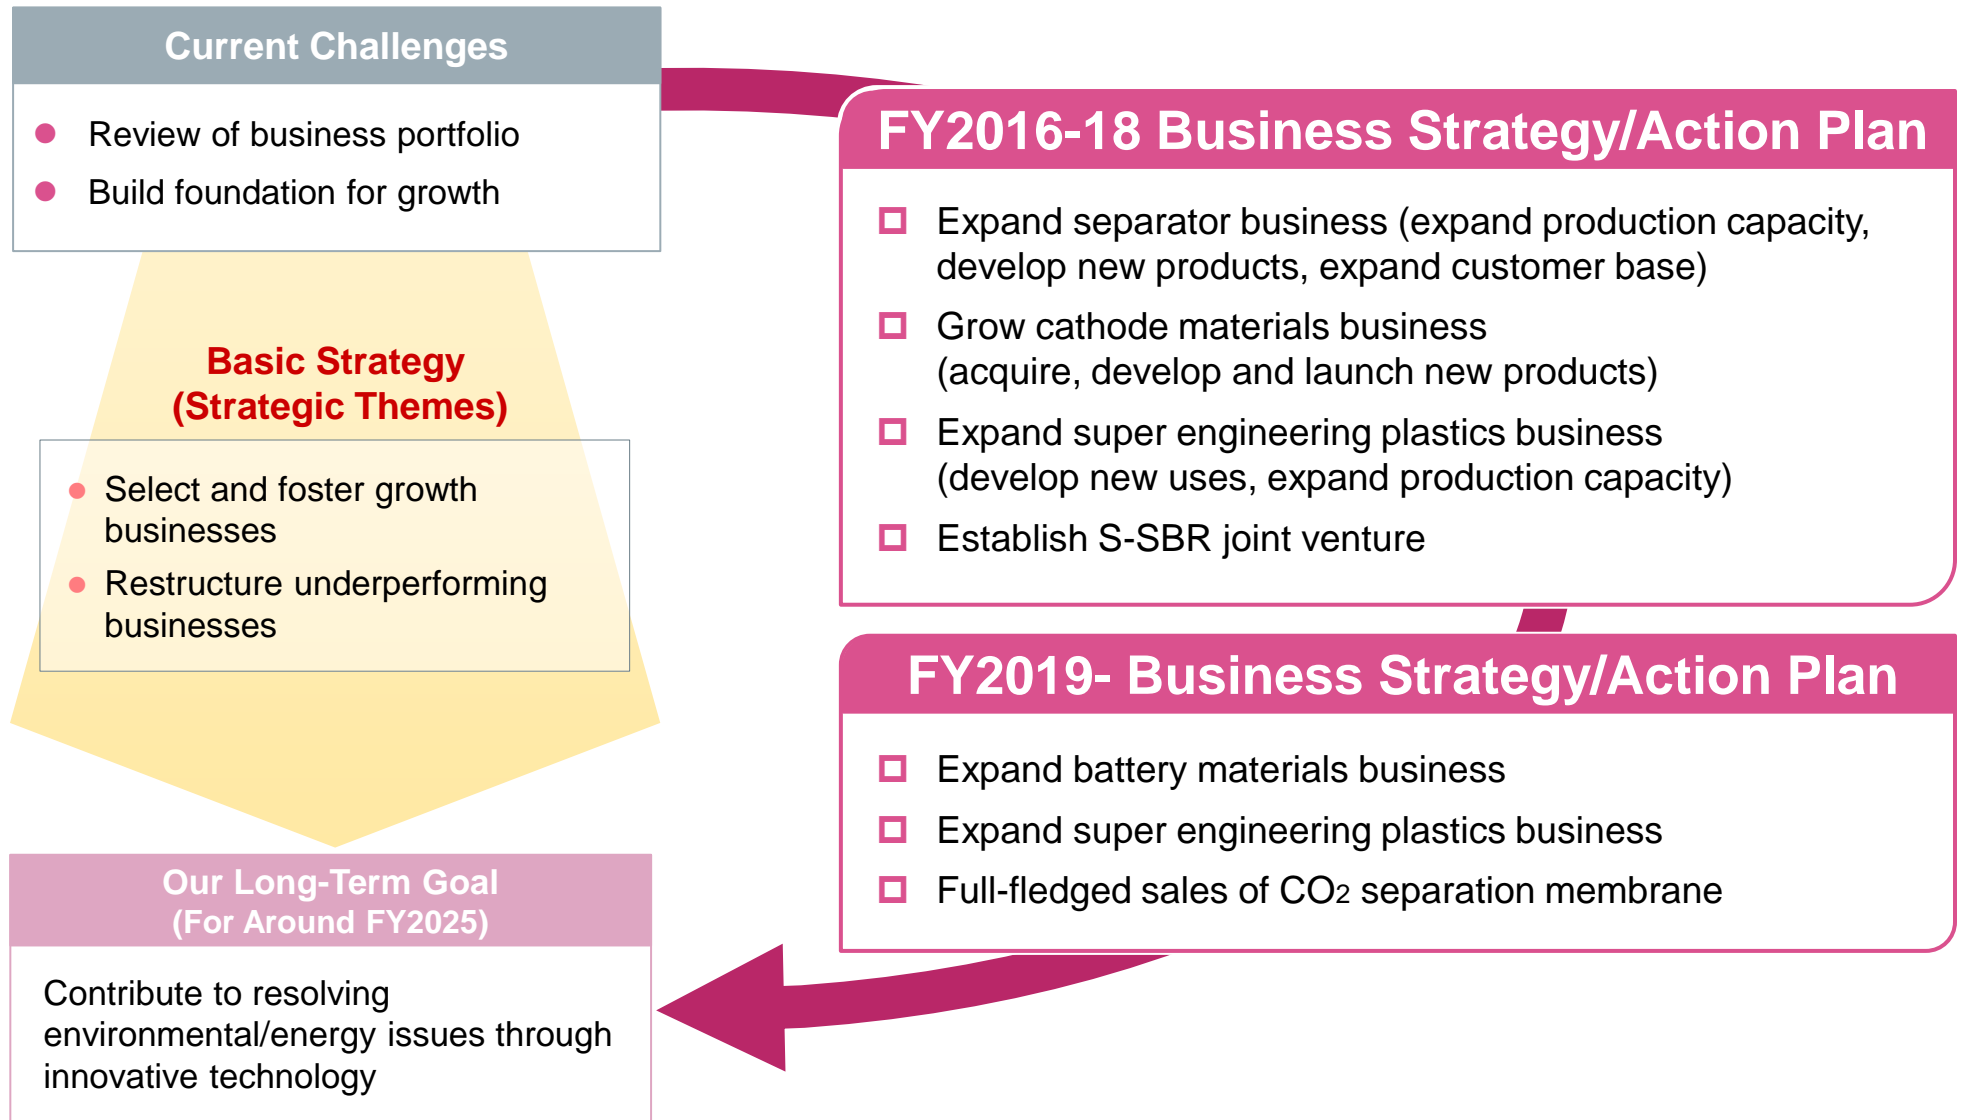 Current Challenges
Review of business portfolio
Build foundation for growth
Basic Strategy
(Strategic Themes)
Select and foster growth
businesses
Restructure underperforming
businesses
Our Long-Term Goal
(For Around FY2025)
Contribute to resolving
environmental/energy issues through
innovative technology
FY2016-18 Business Strategy/Action Plan
Expand separator business (expand production capacity,
develop new products, expand customer base)
Grow cathode materials business
(acquire, develop and launch new products)
Expand super engineering plastics business
(develop new uses, expand production capacity)
Establish S-SBR joint venture
FY2019- Business Strategy/Action Plan
Expand battery materials business
Expand super engineering plastics business
Full-fledged sales of CO2 separation membrane